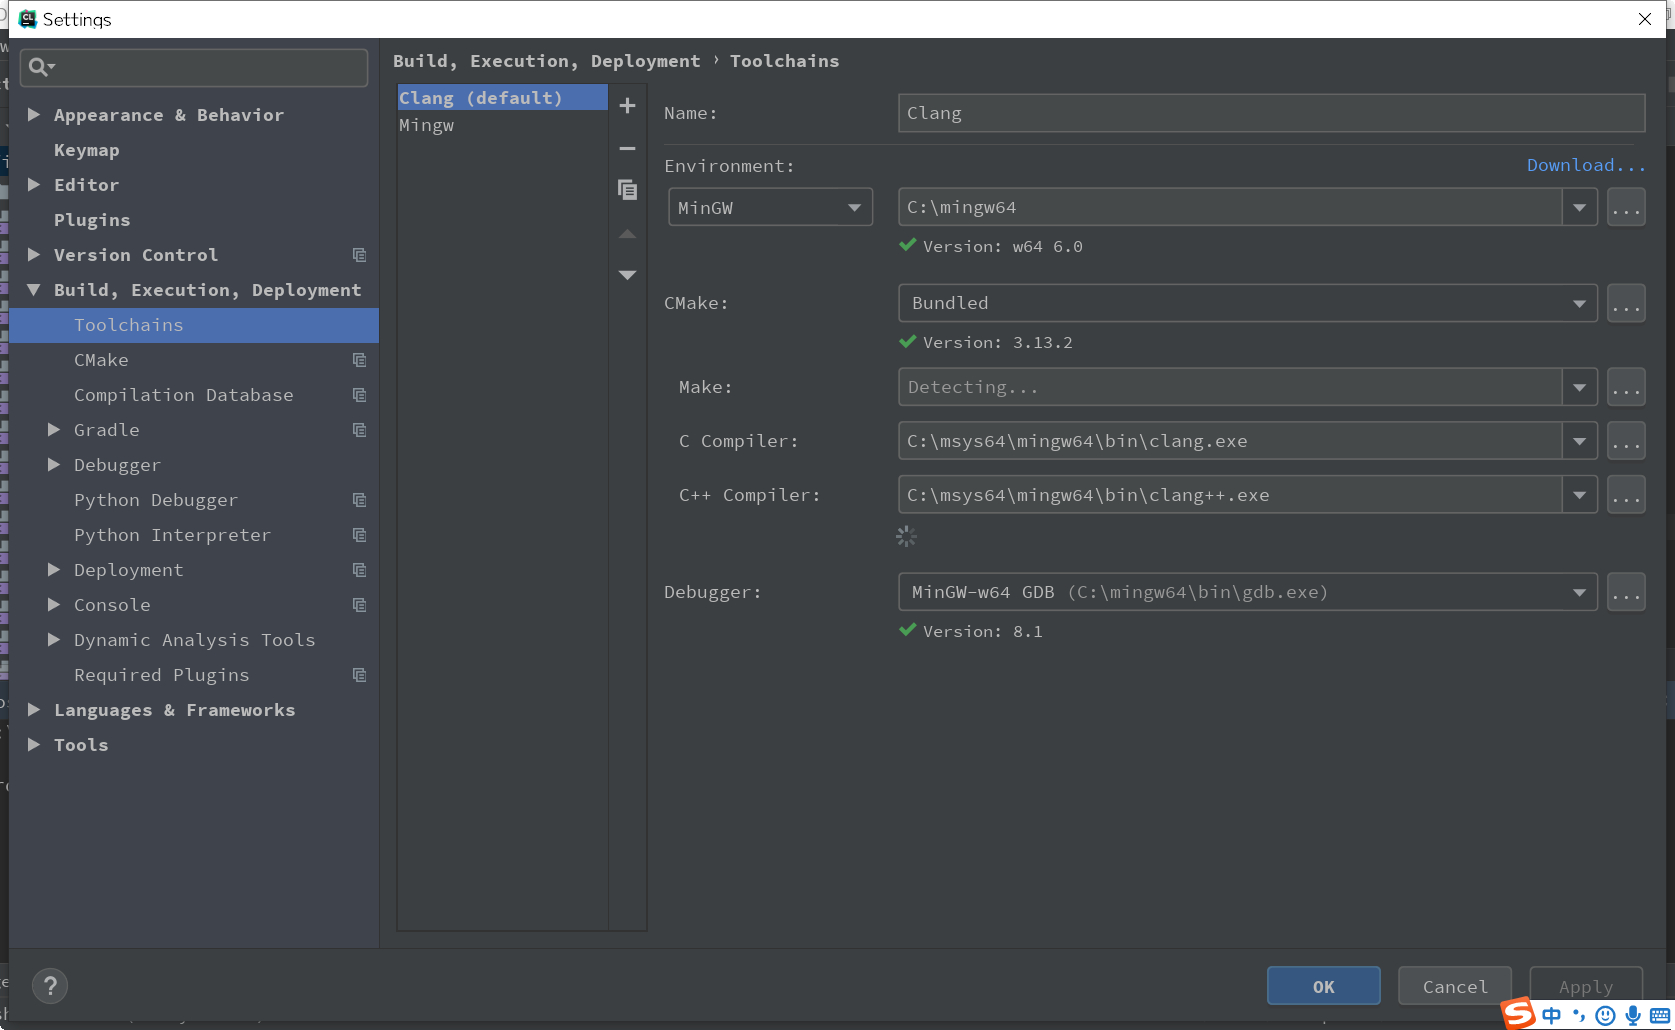 Settings
Appearance & Behavior
Keymap
Editor
Plugins
Version Control
Build, Execution, Deployment
Toolchains
CMake
Compilation Database
Gradle
Debugger
Python Debugger
Python Interpreter
Deployment
Console
Dynamic Analysis Tools
Required Plugins
Languages & Frameworks
Tools
Build, Execution, Deployment › Toolchains
Clang (default)
Mingw
Name: Clang
Environment: Download...
MinGW C:\mingw64 ...
Version: w64 6.0
CMake: Bundled ...
Version: 3.13.2
Make: Detecting... ...
C Compiler: C:\msys64\mingw64\bin\clang.exe ...
C++ Compiler: C:\msys64\mingw64\bin\clang++.exe ...
Debugger: MinGW-w64 GDB (C:\mingw64\bin\gdb.exe) ...
Version: 8.1
? OK Cancel Apply
中